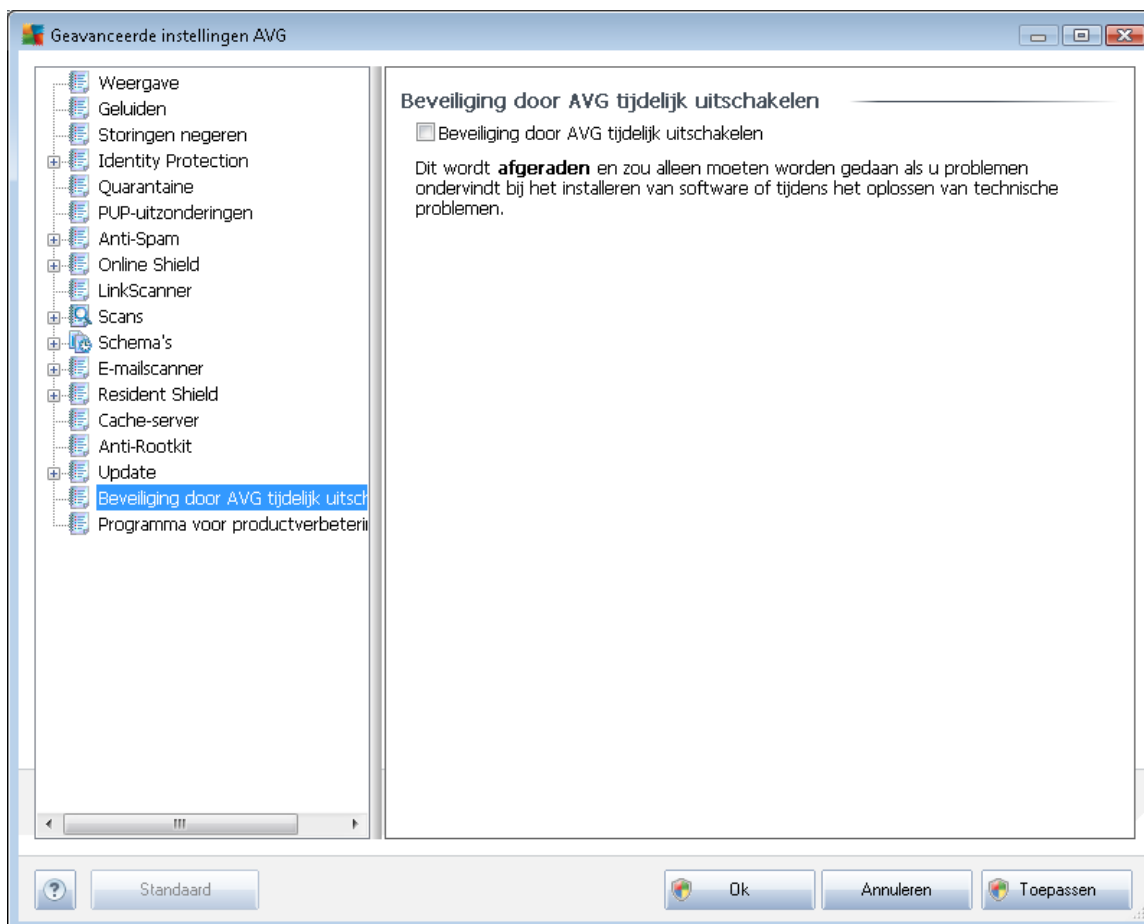 Geavanceerde instellingen AVG
Weergave
Geluiden
Storingen negeren
Identity Protection
Quarantaine
PUP-uitzonderingen
Anti-Spam
Online Shield
LinkScanner
Scans
Schema's
E-mailscanner
Resident Shield
Cache-server
Anti-Rootkit
Update
Beveiliging door AVG tijdelijk uitsch
Programma voor productverbeteri
Beveiliging door AVG tijdelijk uitschakelen
Beveiliging door AVG tijdelijk uitschakelen
Dit wordt afgeraden en zou alleen moeten worden gedaan als u problemen
ondervindt bij het installeren van software of tijdens het oplossen van technische
problemen.
?
Standaard
Ok
Annuleren
Toepassen